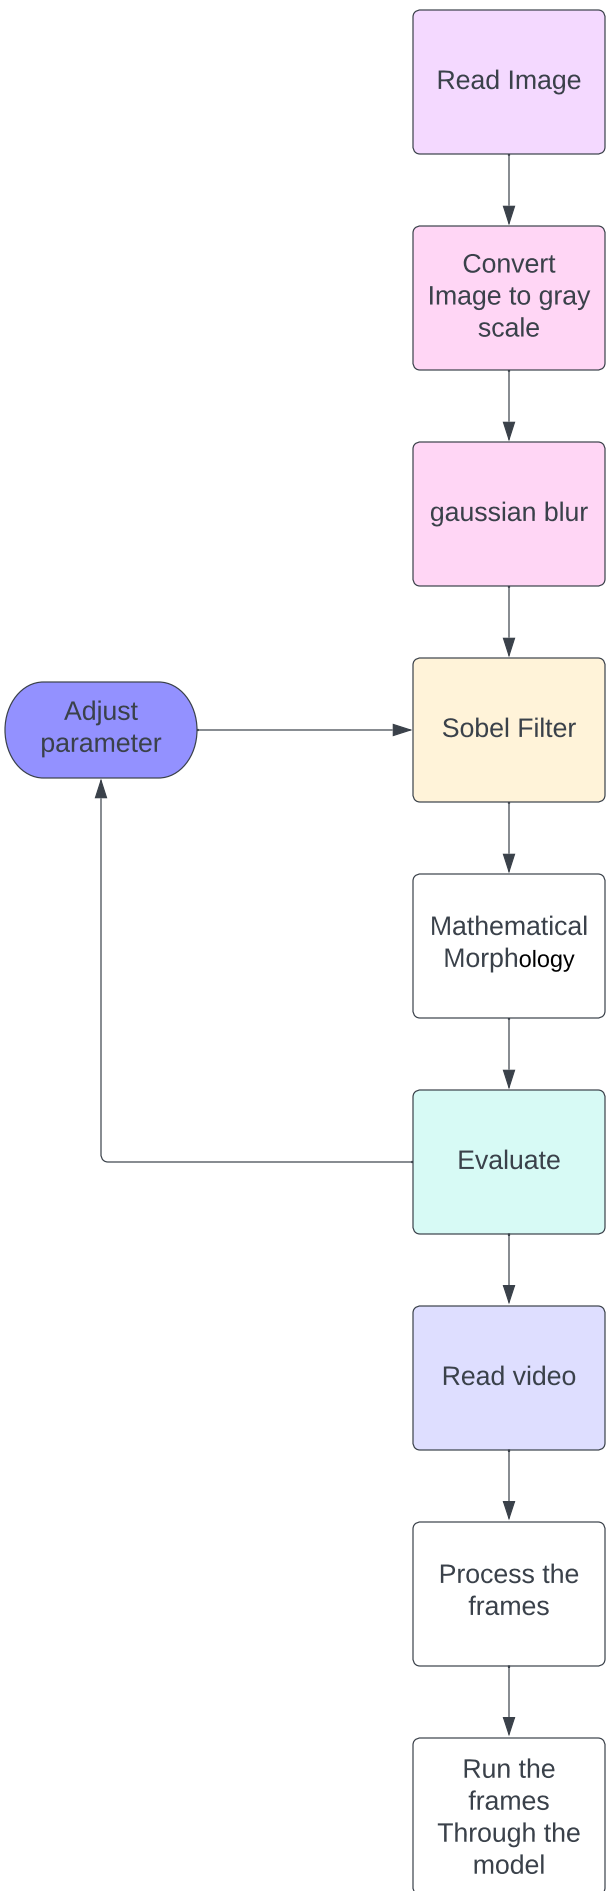 Read Image
Convert
Image to gray
scale
gaussian blur
Adjust
parameter
Sobel Filter
Mathematical
Morphology
Evaluate
Read video
Process the
frames
Run the
frames
Through the
model